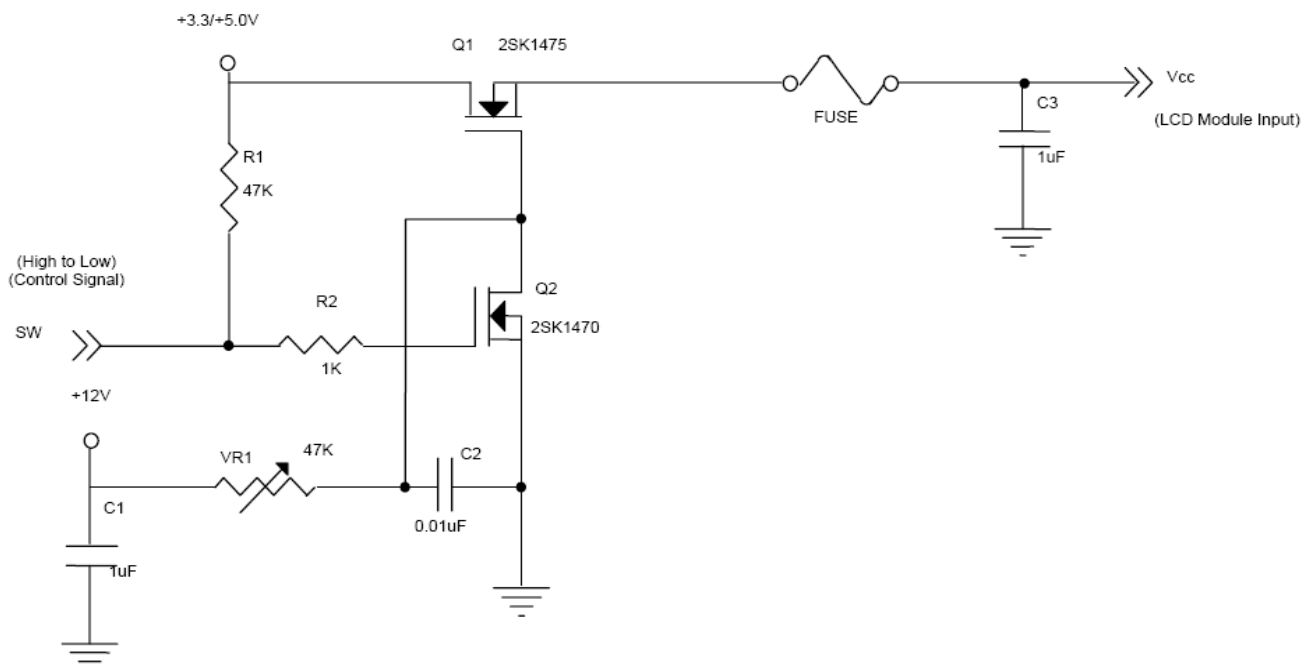 +3.3/+5.0V
Q1 2SK1475
Vcc
C3
FUSE
(LCD Module Input)
1uF
R1
47K
(High to Low)
(Control Signal)
Q2
R2
2SK1470
SW
1K
+12V
47K
VR1
C2
C1
0.01uF
1uF